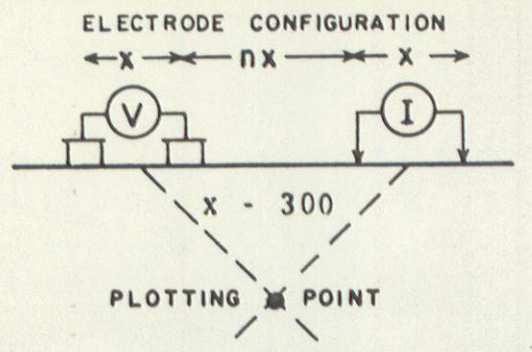 ELECTRODE CONFIGURATION
x nx x
V I
x - 300
PLOTTING POINT